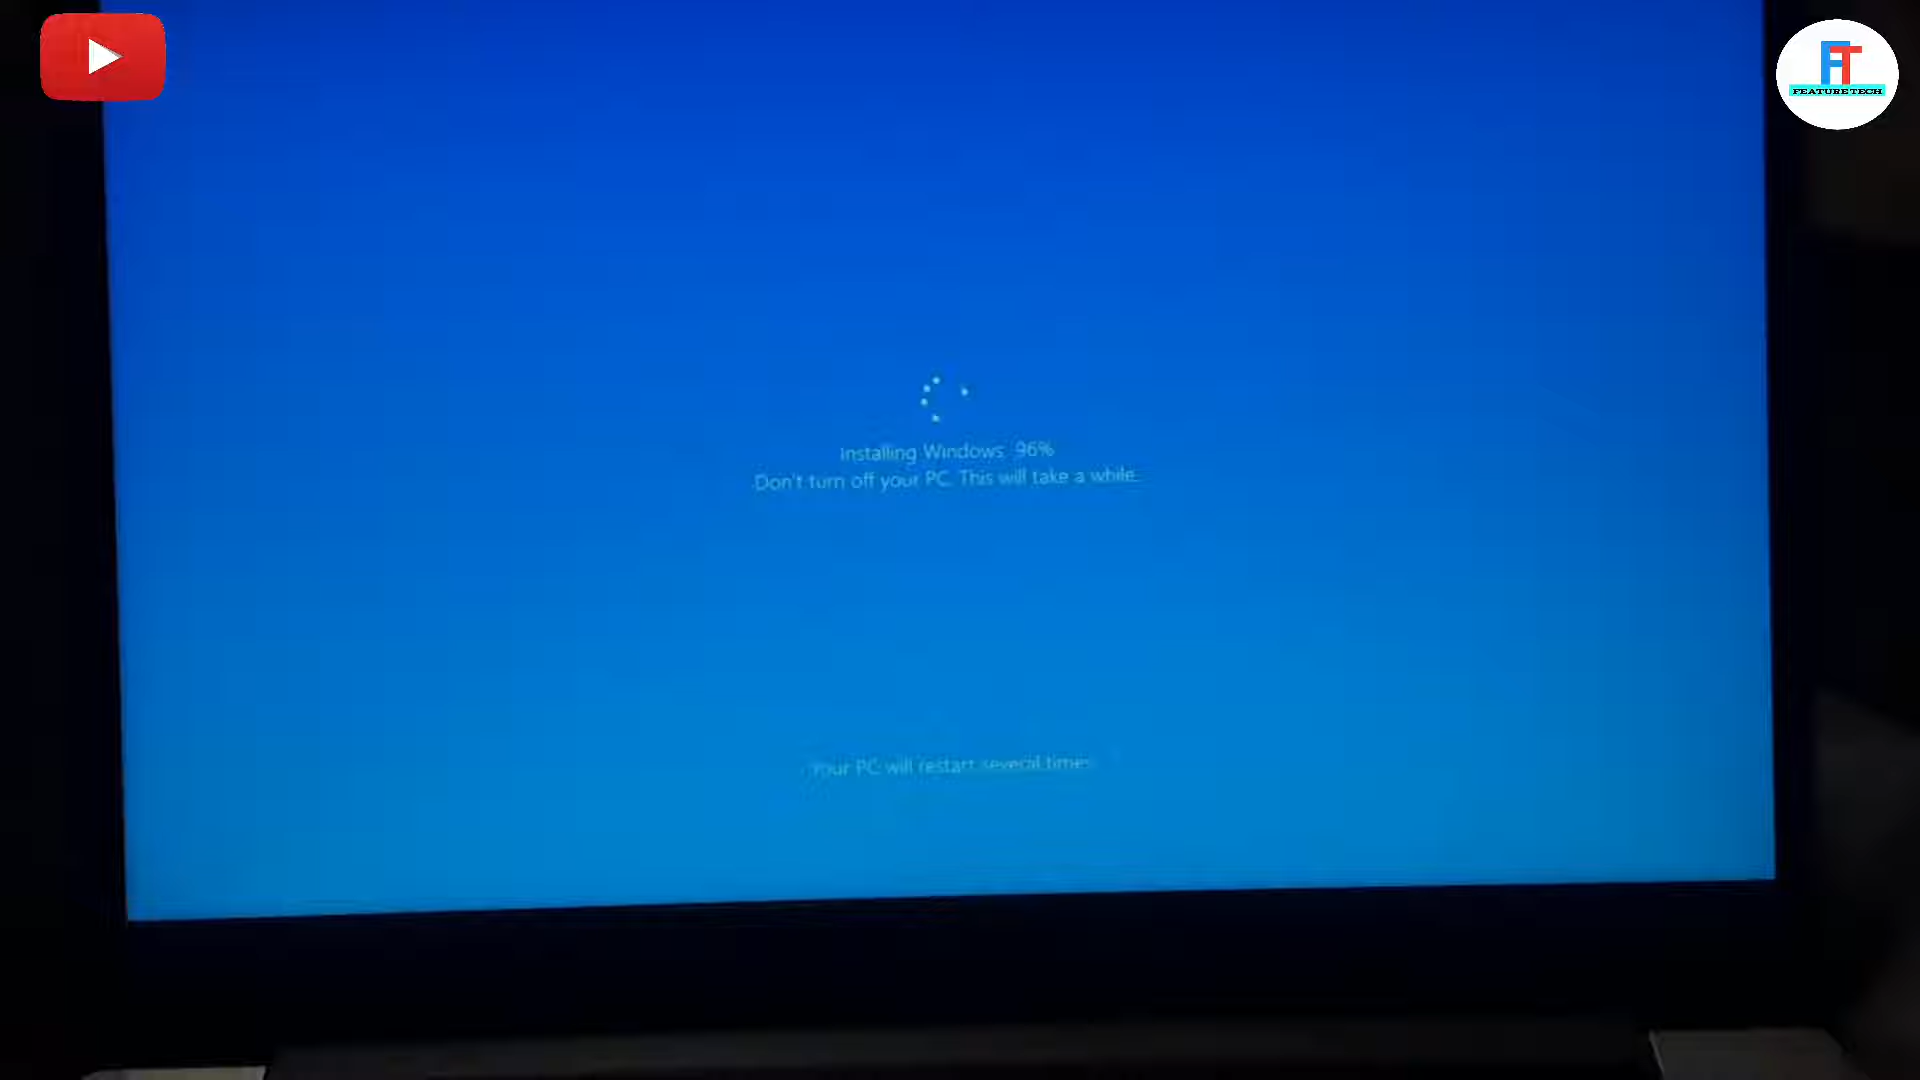 FT
FEATURE TECH
Installing Windows 96%
Don't turn off your PC. This will take a while.
Your PC will restart several times.